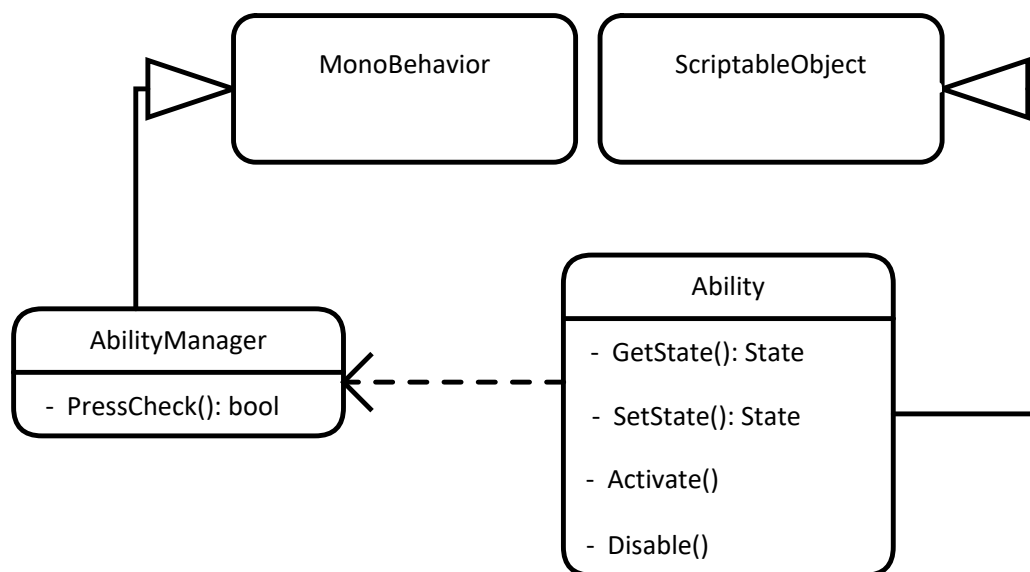 MonoBehavior
ScriptableObject
AbilityManager
- PressCheck(): bool
Ability
- GetState(): State
- SetState(): State
- Activate()
- Disable()